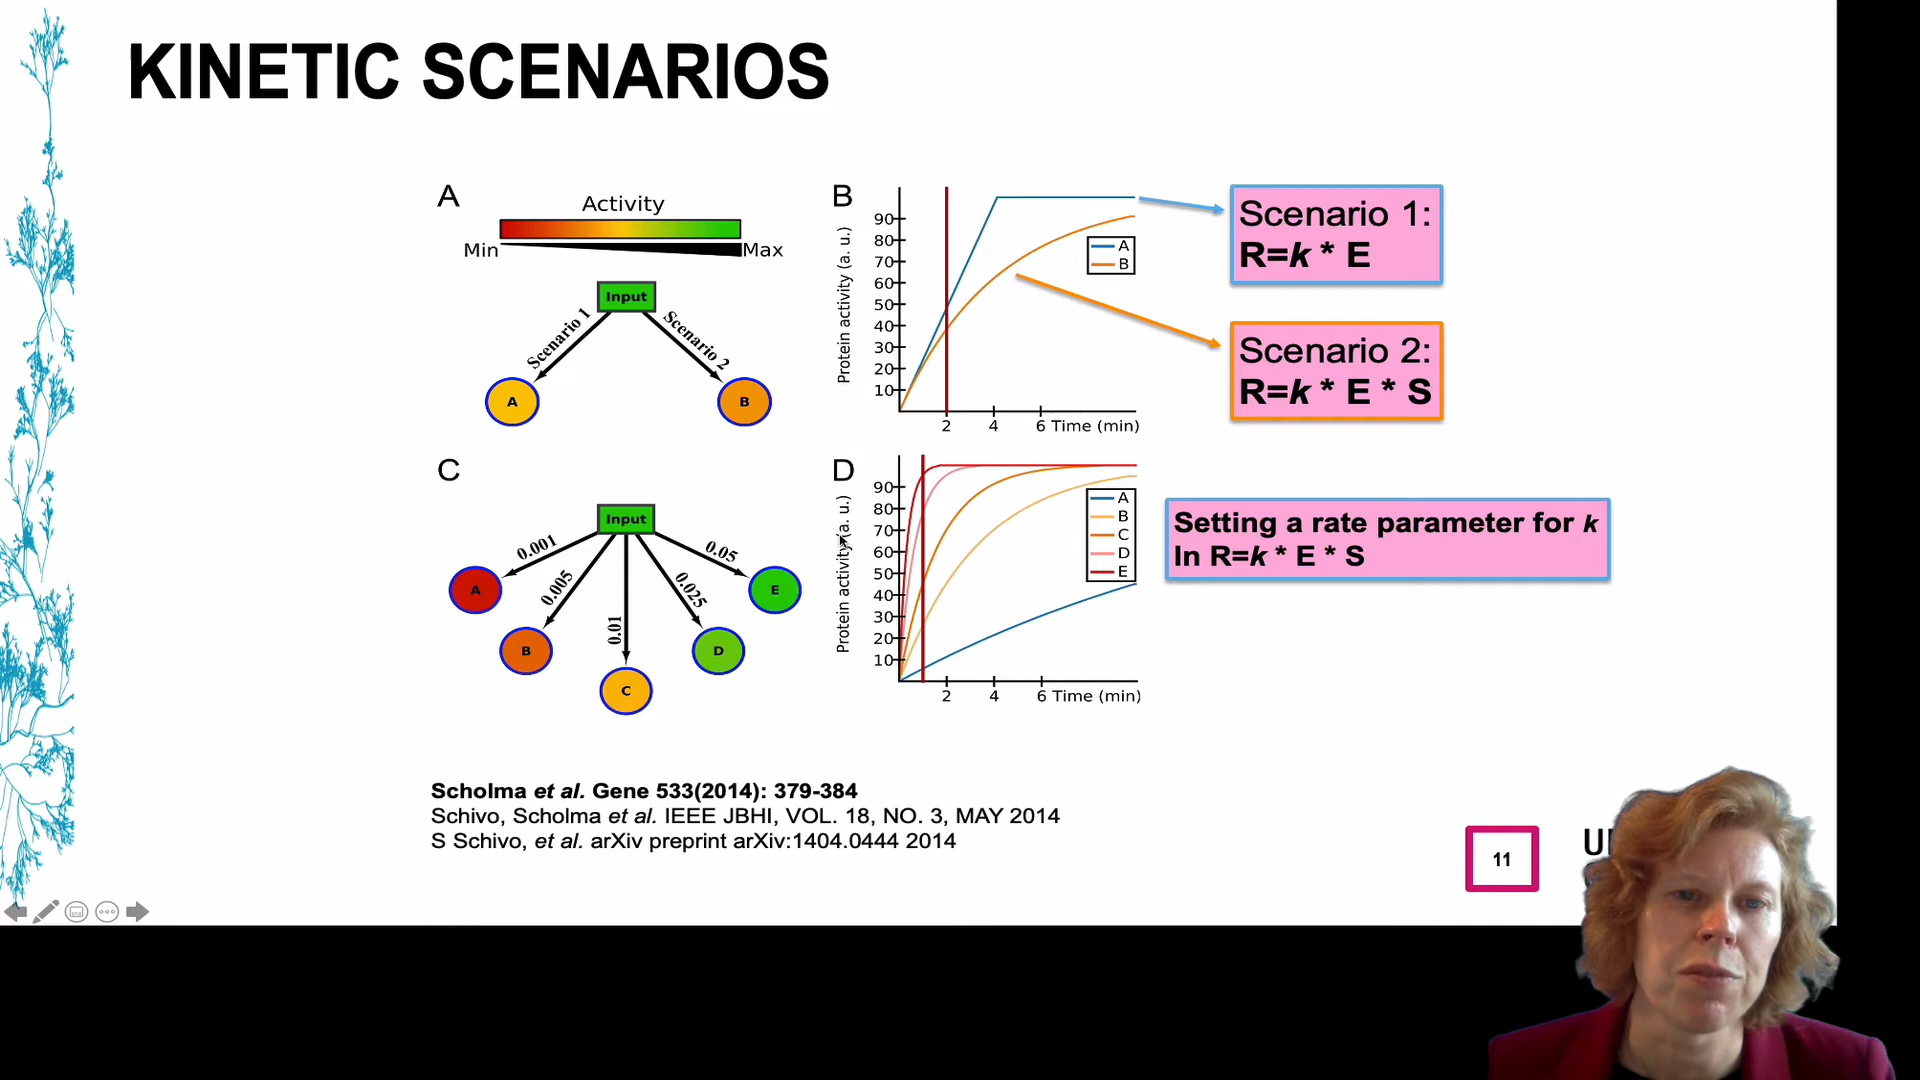 KINETIC SCENARIOS
A
Activity
Min
Max
Input
Scenario 1
Scenario 2
A
B
B
Protein activity (a. u.)
90
80
70
60
50
40
30
20
10
A
B
2
4
6 Time (min)
Scenario 1:
R=k * E
Scenario 2:
R=k * E * S
C
Input
0.001
0.005
0.01
0.025
0.05
A
B
C
D
E
D
Protein activity (a. u.)
90
80
70
60
50
40
30
20
10
A
B
C
D
E
2
4
6 Time (min)
Setting a rate parameter for k
In R=k * E * S
Scholma et al. Gene 533(2014): 379-384
Schivo, Scholma et al. IEEE JBHI, VOL. 18, NO. 3, MAY 2014
S Schivo, et al. arXiv preprint arXiv:1404.0444 2014
11